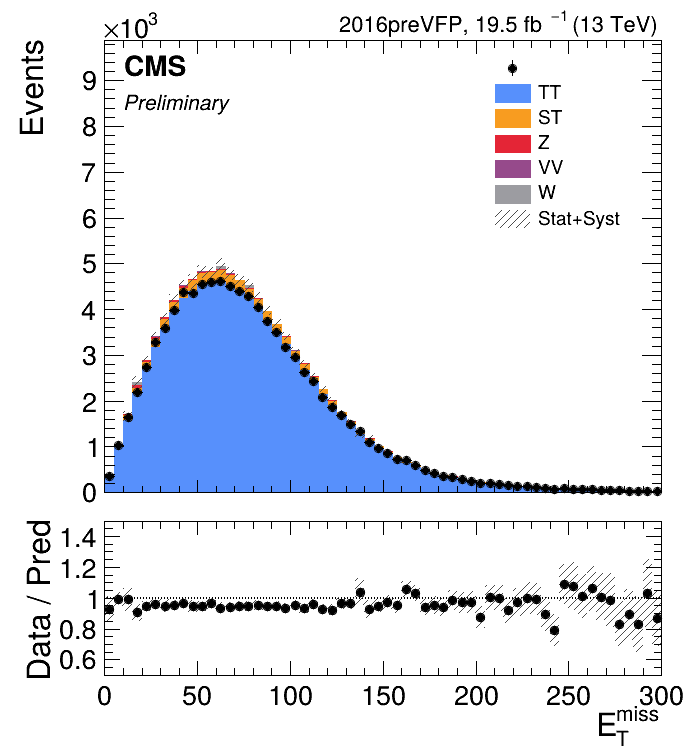 ×10³ 2016preVFP, 19.5 fb⁻¹ (13 TeV)
CMS
Preliminary
TT
ST
Z
VV
W
Stat+Syst
Events
9
8
7
6
5
4
3
2
1
0
Data / Pred
1.4
1.2
1
0.8
0.6
0 50 100 150 200 250 300
E_T^miss